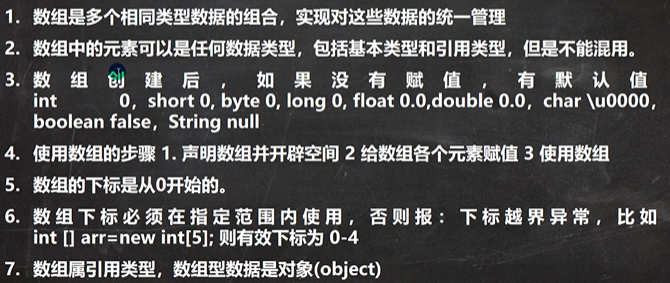 1. 数组是多个相同类型数据的组合，实现对这些数据的统一管理
2. 数组中的元素可以是任何数据类型，包括基本类型和引用类型，但是不能混用。
3. 数组创建后，如果没有赋值，有默认值
int 0，short 0, byte 0, long 0, float 0.0,double 0.0，char \u0000，
boolean false，String null
4. 使用数组的步骤 1. 声明数组并开辟空间 2 给数组各个元素赋值 3 使用数组
5. 数组的下标是从0开始的。
6. 数组下标必须在指定范围内使用，否则报：下标越界异常，比如
int [] arr=new int[5]; 则有效下标为 0-4
7. 数组属引用类型，数组型数据是对象(object)